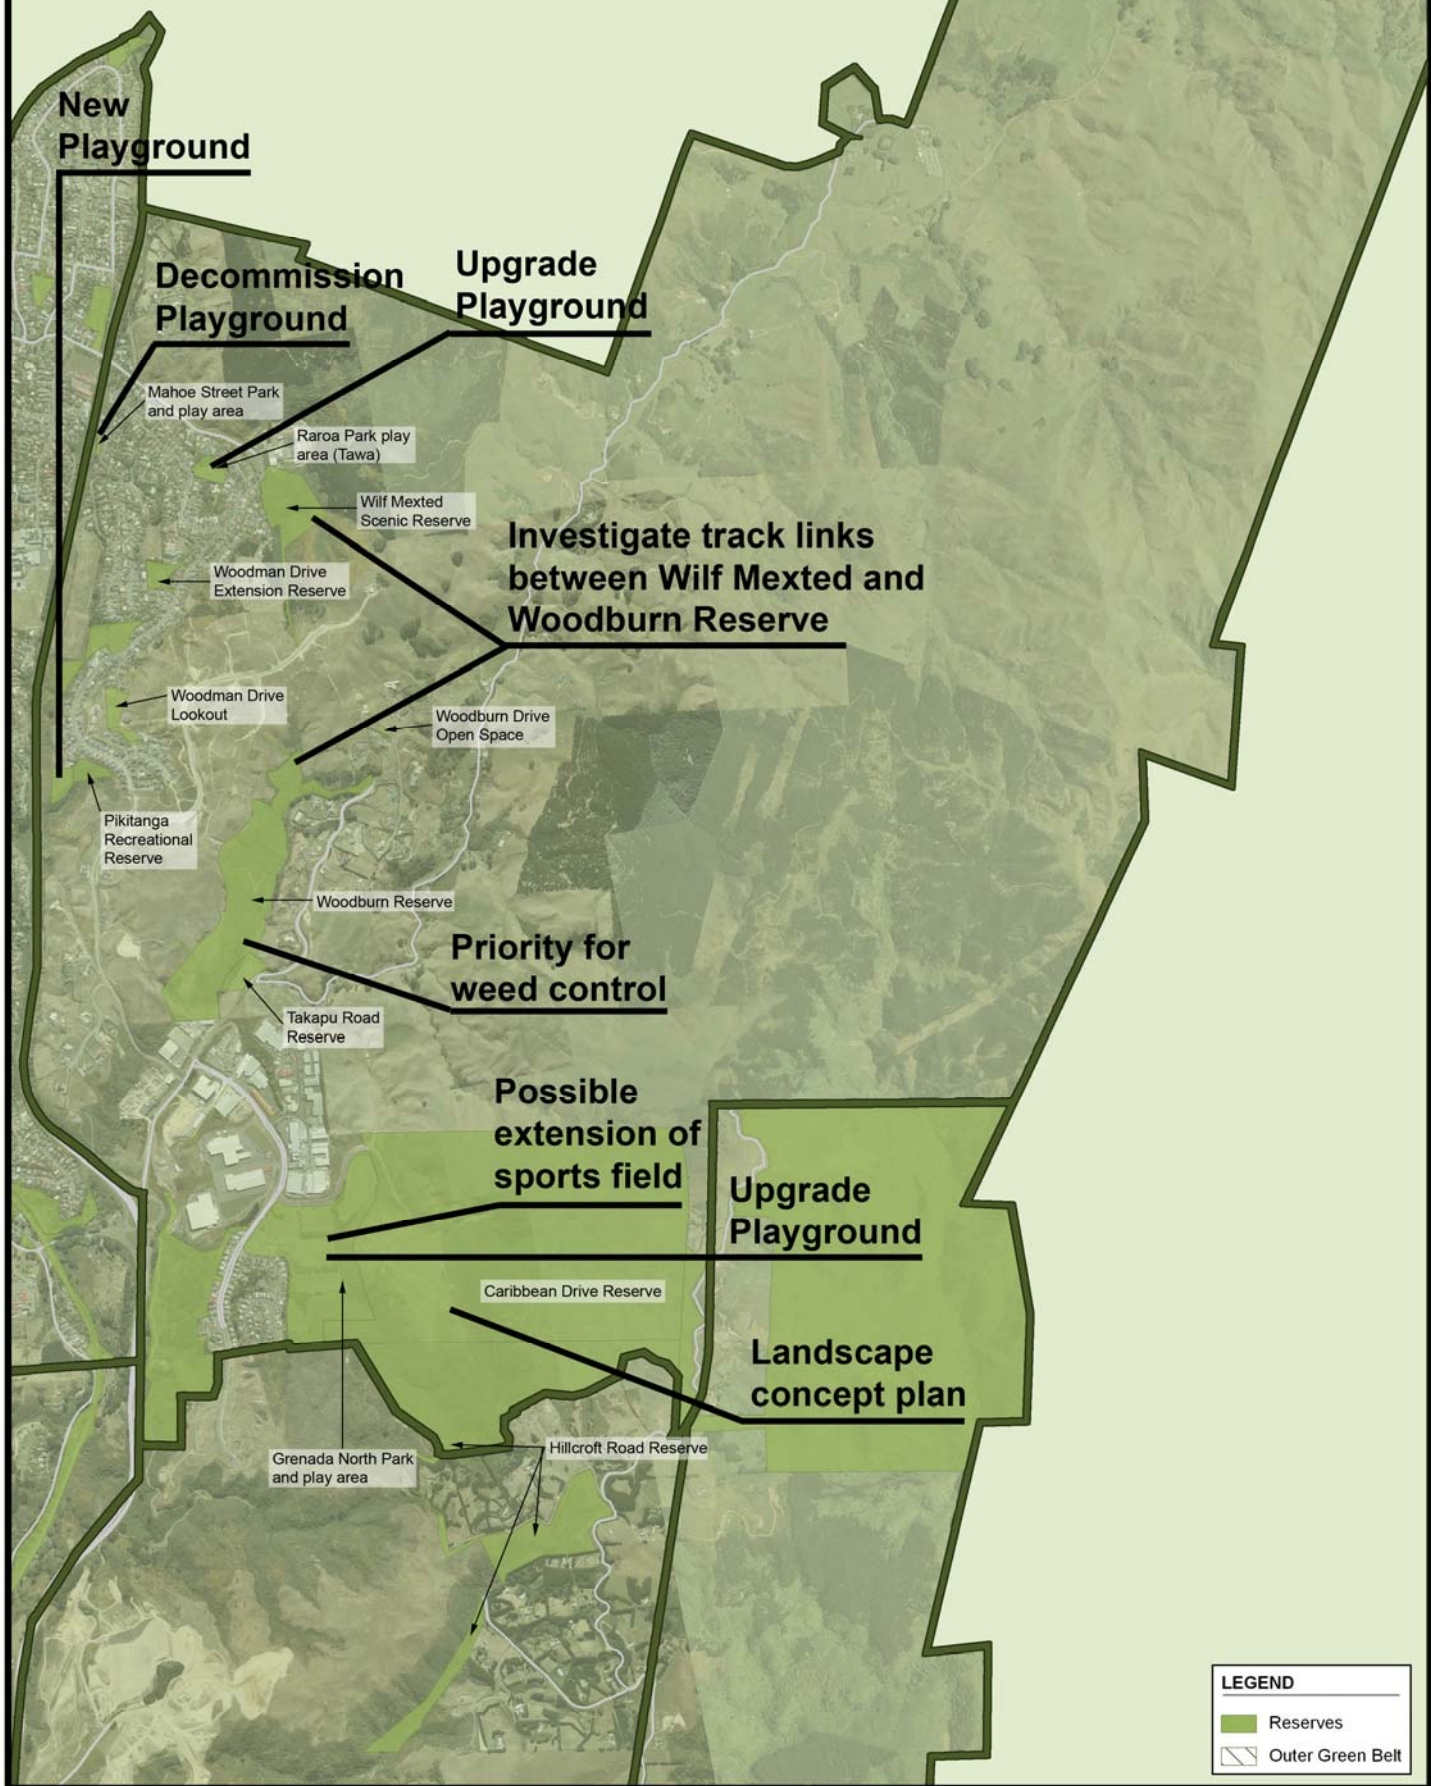 New
Playground
Decommission
Playground
Upgrade
Playground
Mahoe Street Park
and play area
Raroa Park play
area (Tawa)
Wilf Mexted
Scenic Reserve
Investigate track links
between Wilf Mexted and
Woodburn Reserve
Woodman Drive
Extension Reserve
Woodman Drive
Lookout
Woodburn Drive
Open Space
Pikitanga
Recreational
Reserve
Woodburn Reserve
Priority for
weed control
Takapu Road
Reserve
Possible
extension of
sports field
Upgrade
Playground
Caribbean Drive Reserve
Landscape
concept plan
Grenada North Park
and play area
Hillcroft Road Reserve
LEGEND
Reserves
Outer Green Belt